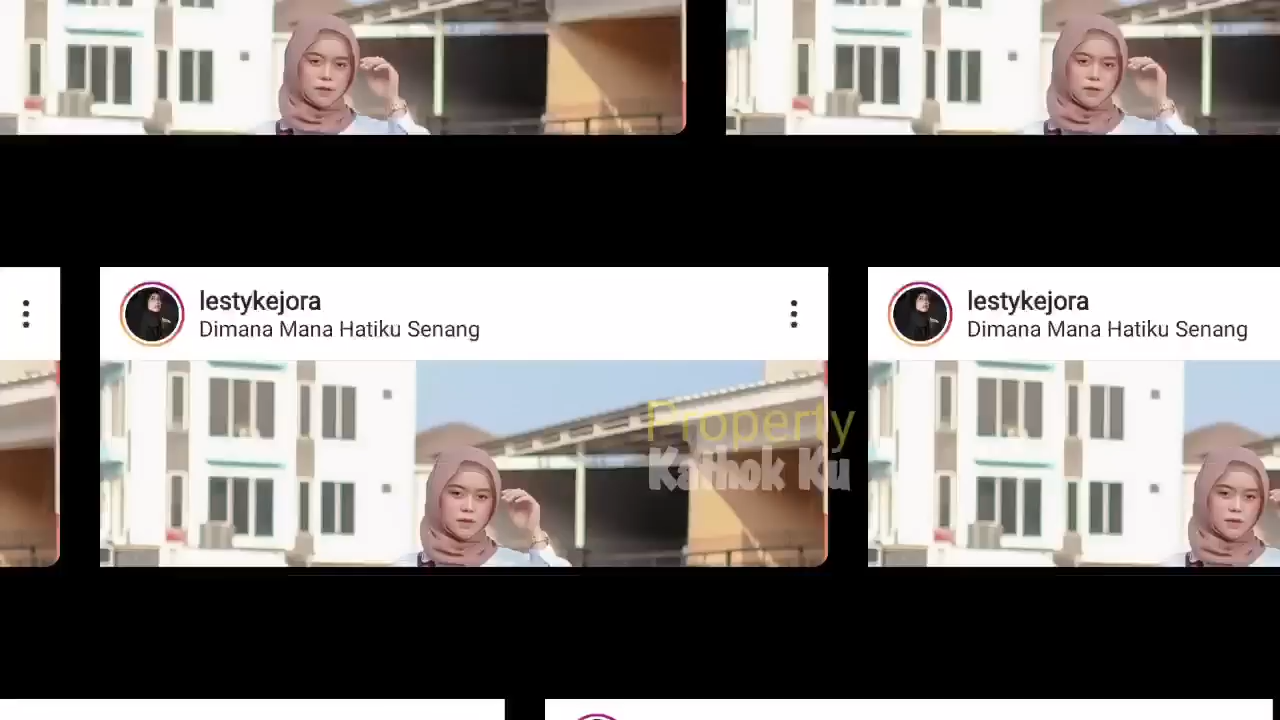 lestykejora
Dimana Mana Hatiku Senang
lestykejora
Dimana Mana Hatiku Senang
Property
Kathok Ku